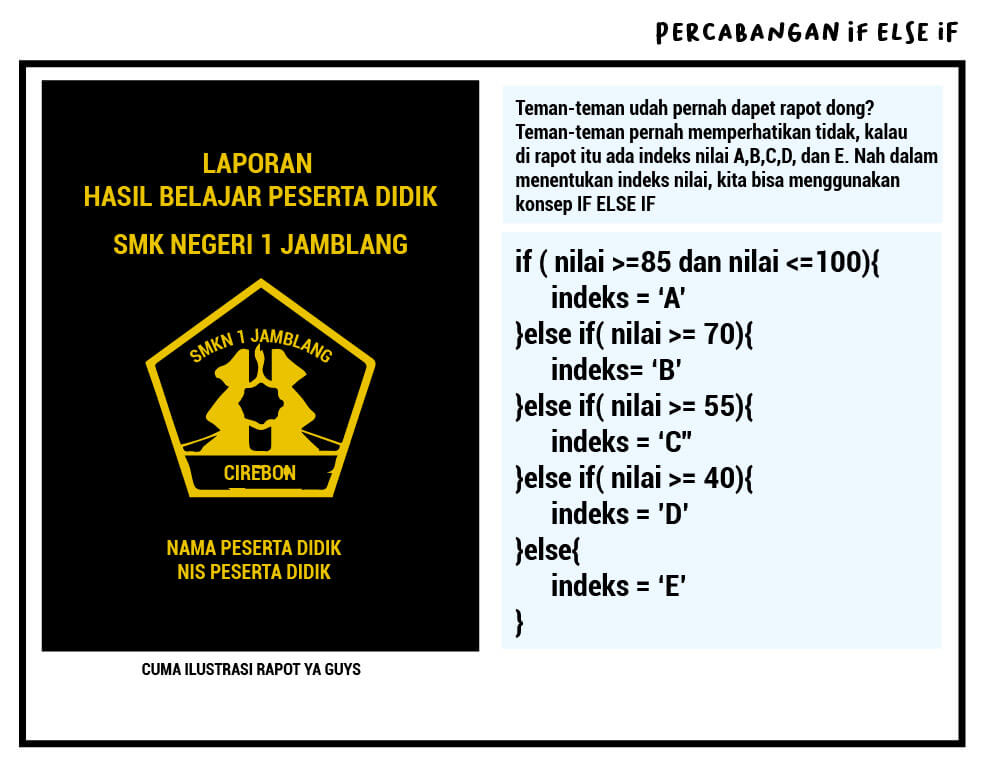 PERCABANGAN iF ELSE iF
LAPORAN
HASIL BELAJAR PESERTA DIDIK
SMK NEGERI 1 JAMBLANG
SMKN 1 JAMBLANG
CIREBON
NAMA PESERTA DIDIK
NIS PESERTA DIDIK
CUMA ILUSTRASI RAPOT YA GUYS
Teman-teman udah pernah dapet rapot dong?
Teman-teman pernah memperhatikan tidak, kalau
di rapot itu ada indeks nilai A,B,C,D, dan E. Nah dalam
menentukan indeks nilai, kita bisa menggunakan
konsep IF ELSE IF
if ( nilai >=85 dan nilai <=100){
indeks = ‘A’
}else if( nilai >= 70){
indeks= ‘B’
}else if( nilai >= 55){
indeks = ‘C”
}else if( nilai >= 40){
indeks = ’D’
}else{
indeks = ‘E’
}